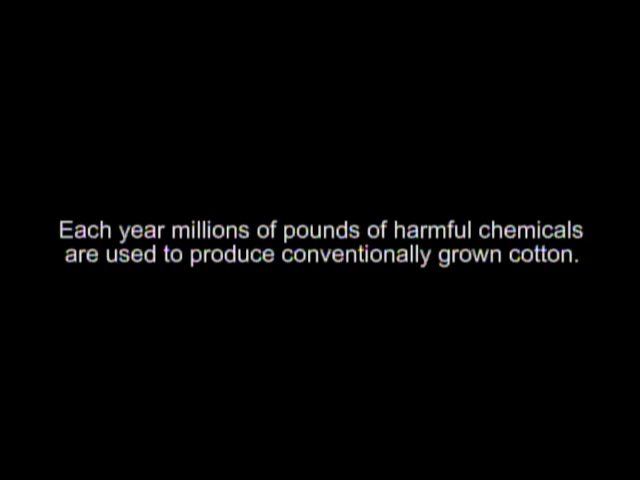 Each year millions of pounds of harmful chemicals
are used to produce conventionally grown cotton.